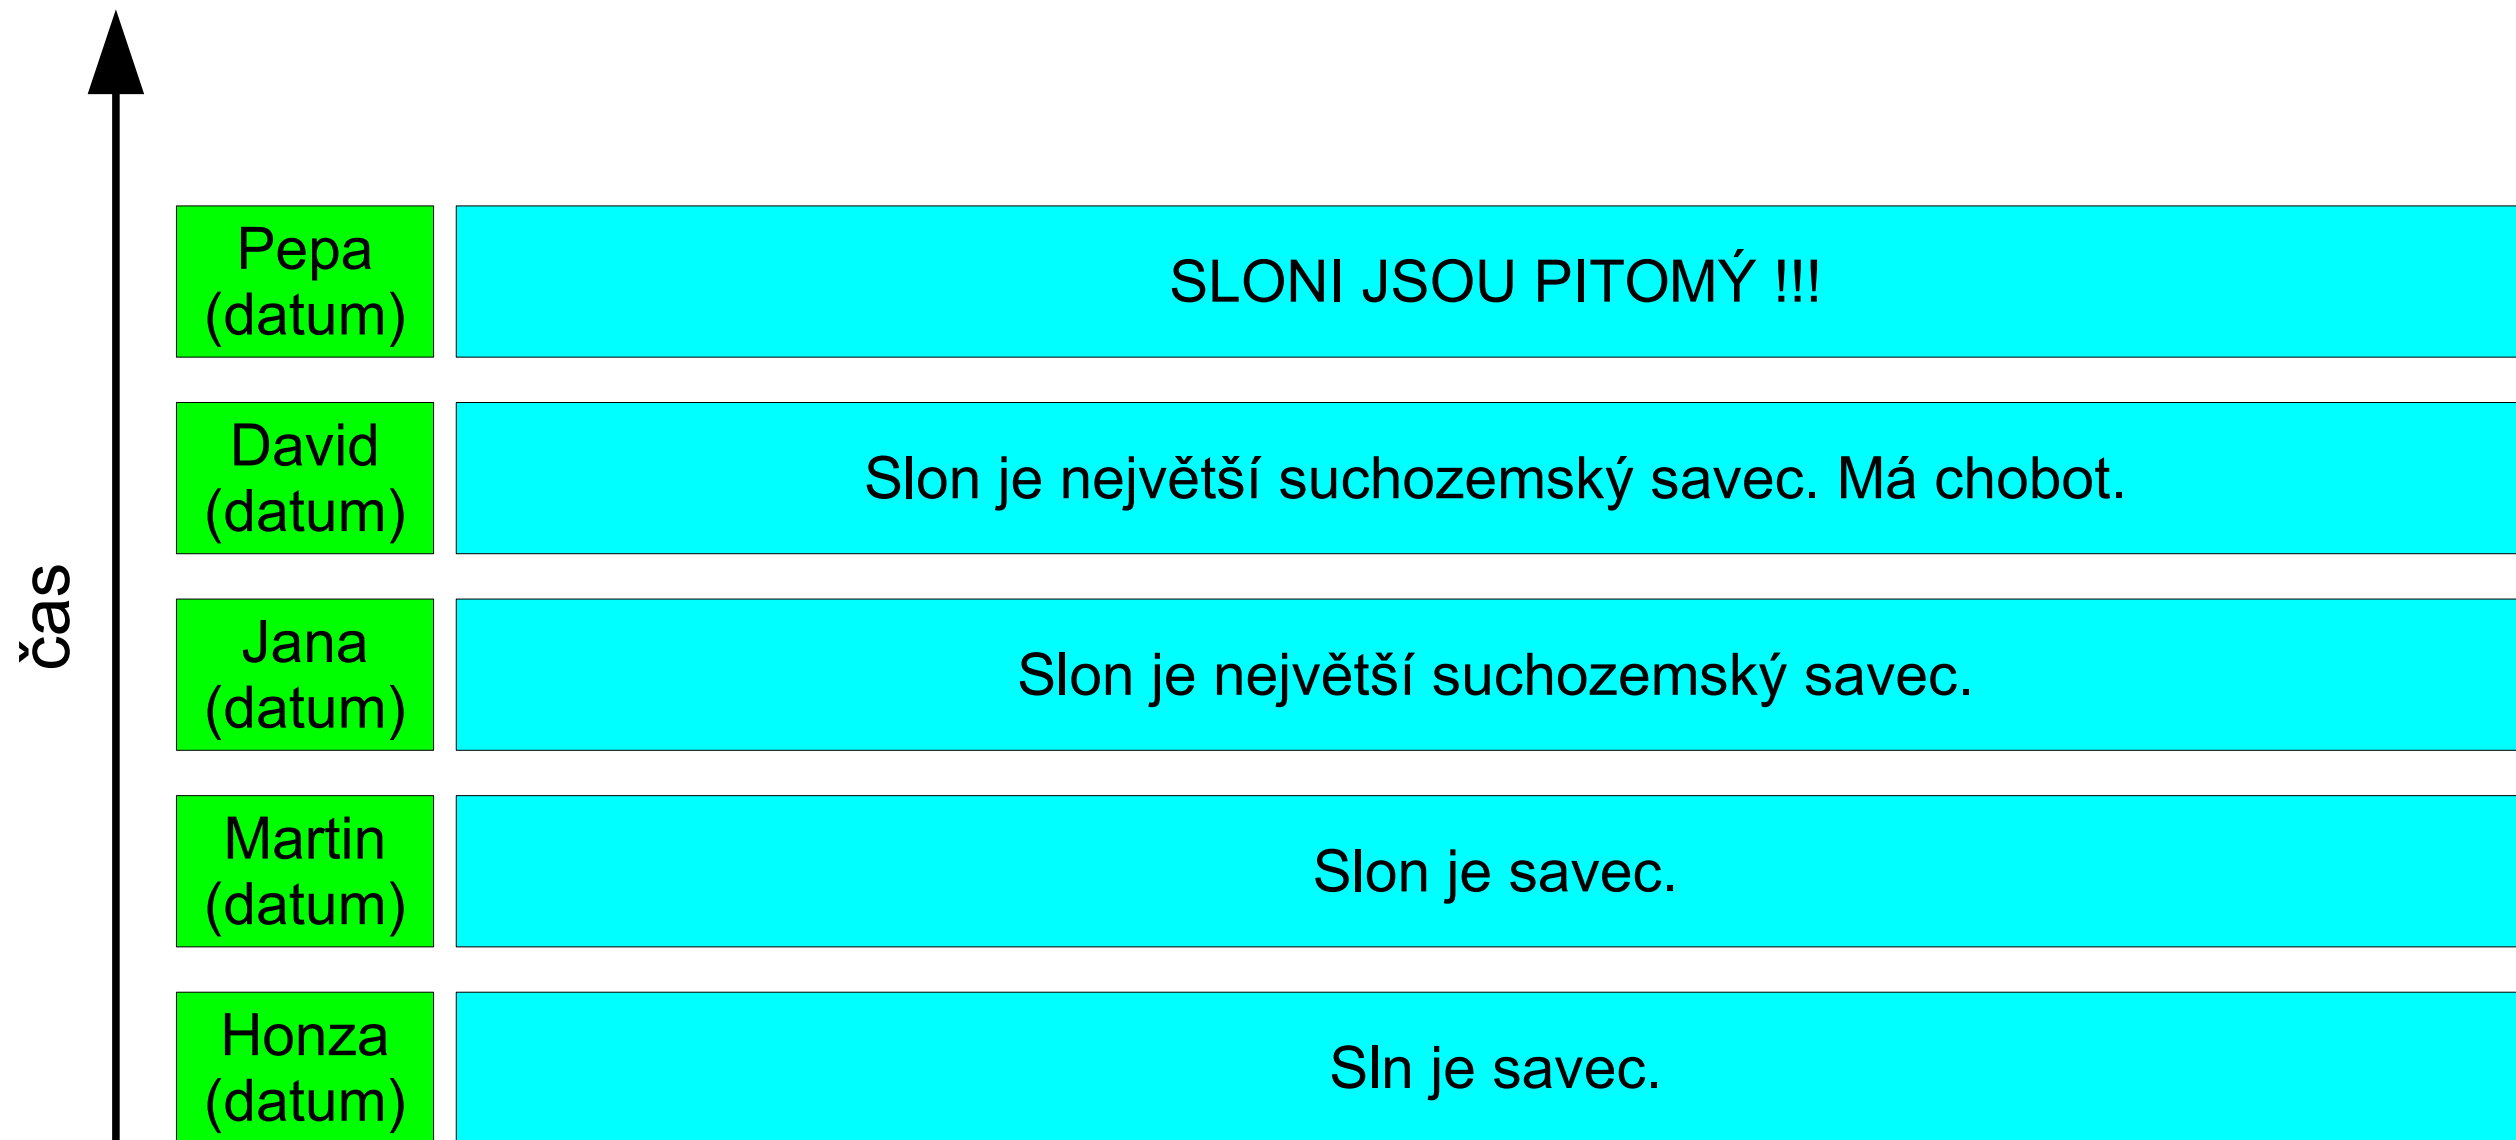 Pepa
(datum)
SLONI JSOU PITOMÝ !!!
David
(datum)
Slon je největší suchozemský savec. Má chobot.
čas
Jana
(datum)
Slon je největší suchozemský savec.
Martin
(datum)
Slon je savec.
Honza
(datum)
Sln je savec.